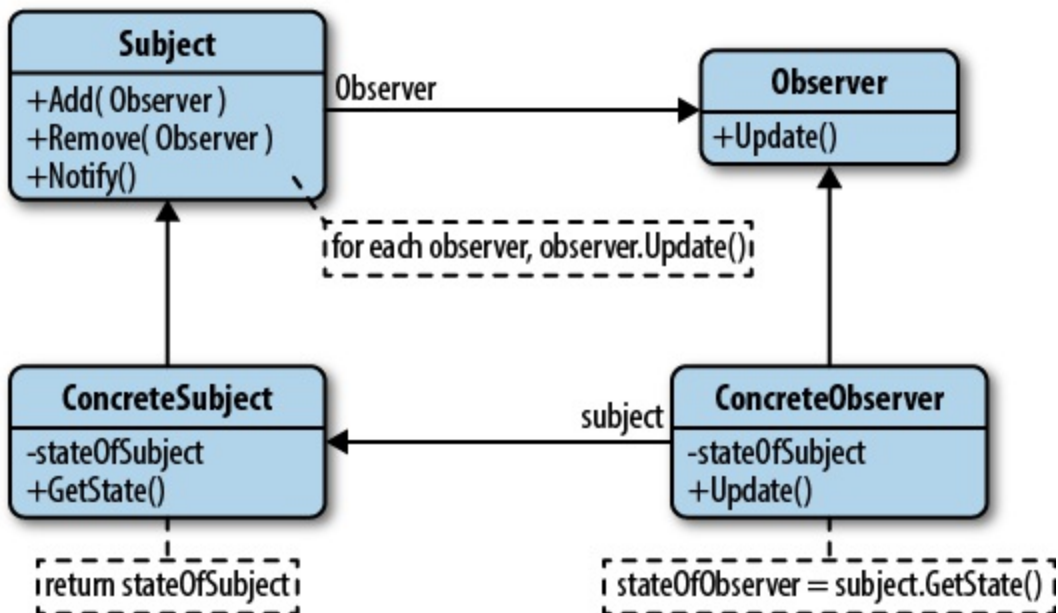 Subject
+Add( Observer )
+Remove( Observer )
+Notify()
Observer
Observer
+Update()
for each observer, observer.Update()
ConcreteSubject
-stateOfSubject
+GetState()
subject
ConcreteObserver
-stateOfSubject
+Update()
return stateOfSubject
stateOfObserver = subject.GetState()